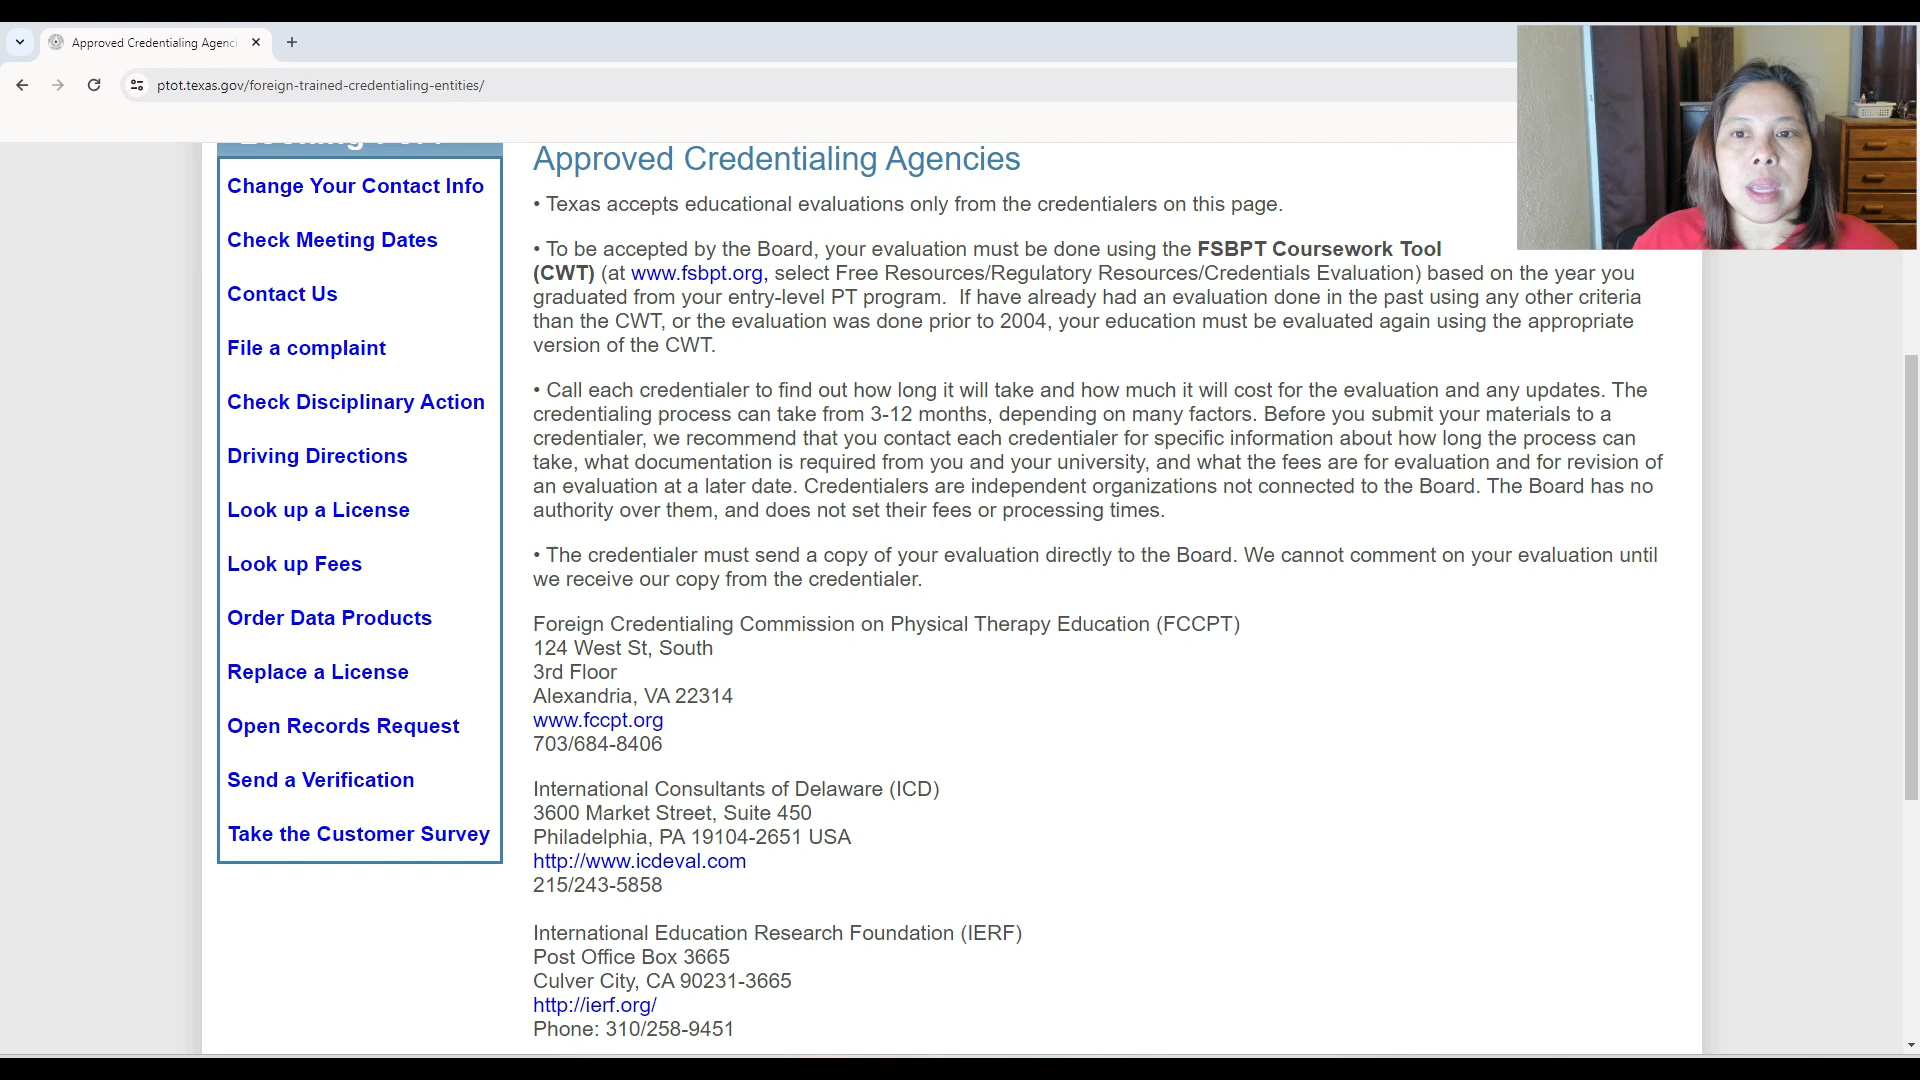 Approved Credentialing Agenci
ptot.texas.gov/foreign-trained-credentialing-entities/
Change Your Contact Info
Check Meeting Dates
Contact Us
File a complaint
Check Disciplinary Action
Driving Directions
Look up a License
Look up Fees
Order Data Products
Replace a License
Open Records Request
Send a Verification
Take the Customer Survey
Approved Credentialing Agencies
• Texas accepts educational evaluations only from the credentialers on this page.
• To be accepted by the Board, your evaluation must be done using the FSBPT Coursework Tool
(CWT) (at www.fsbpt.org, select Free Resources/Regulatory Resources/Credentials Evaluation) based on the year you
graduated from your entry-level PT program. If have already had an evaluation done in the past using any other criteria
than the CWT, or the evaluation was done prior to 2004, your education must be evaluated again using the appropriate
version of the CWT.
• Call each credentialer to find out how long it will take and how much it will cost for the evaluation and any updates. The
credentialing process can take from 3-12 months, depending on many factors. Before you submit your materials to a
credentialer, we recommend that you contact each credentialer for specific information about how long the process can
take, what documentation is required from you and your university, and what the fees are for evaluation and for revision of
an evaluation at a later date. Credentialers are independent organizations not connected to the Board. The Board has no
authority over them, and does not set their fees or processing times.
• The credentialer must send a copy of your evaluation directly to the Board. We cannot comment on your evaluation until
we receive our copy from the credentialer.
Foreign Credentialing Commission on Physical Therapy Education (FCCPT)
124 West St, South
3rd Floor
Alexandria, VA 22314
www.fccpt.org
703/684-8406
International Consultants of Delaware (ICD)
3600 Market Street, Suite 450
Philadelphia, PA 19104-2651 USA
http://www.icdeval.com
215/243-5858
International Education Research Foundation (IERF)
Post Office Box 3665
Culver City, CA 90231-3665
http://ierf.org/
Phone: 310/258-9451